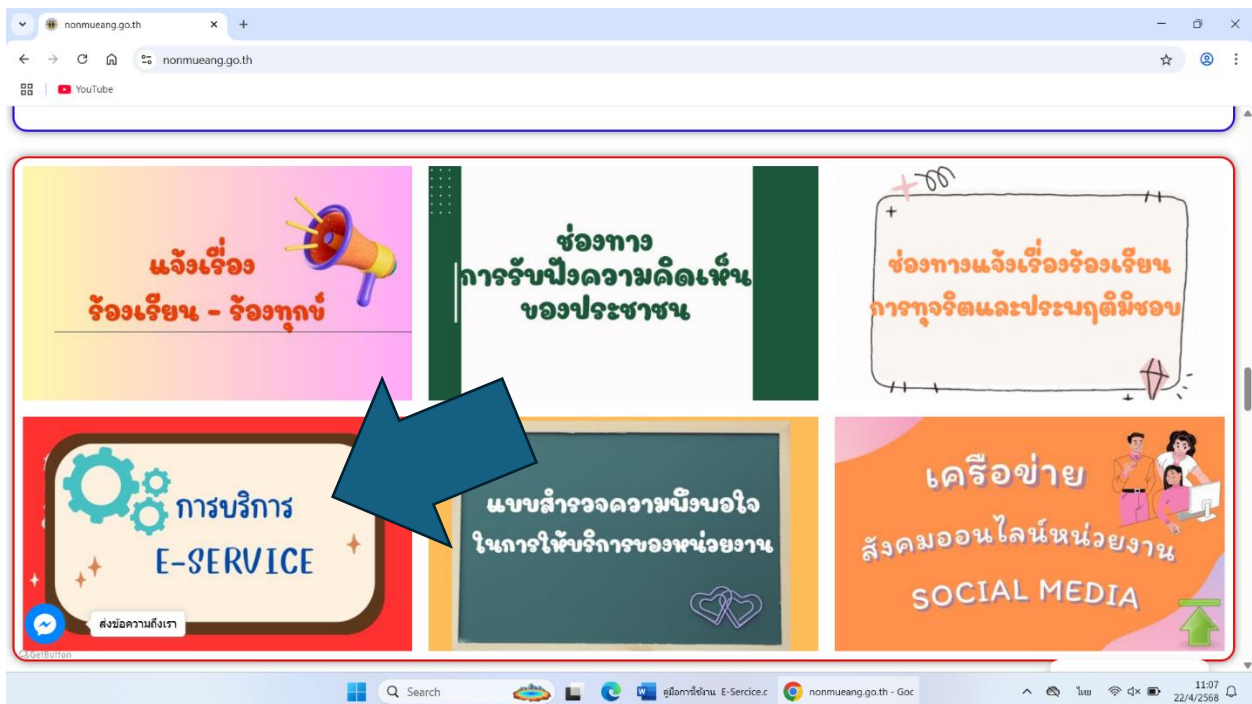 nonmueang.go.th
nonmueang.go.th
YouTube
แจ้งเรื่อง
ร้องเรียน - ร้องทุกข์
ช่องทาง
การรับฟังความคิดเห็น
ของประชาชน
ช่องทางแจ้งเรื่องร้องเรียน
การทุจริตและประพฤติมิชอบ
การบริการ
E-SERVICE
แบบสำรวจความพึงพอใจ
ในการให้บริการของหน่วยงาน
เครือข่าย
สังคมออนไลน์หน่วยงาน
SOCIAL MEDIA
ส่งข้อความถึงเรา
GetButton
Search
คู่มือการใช้งาน E-Sercice.c
nonmueang.go.th - Goc
ไทย
11:07
22/4/2568